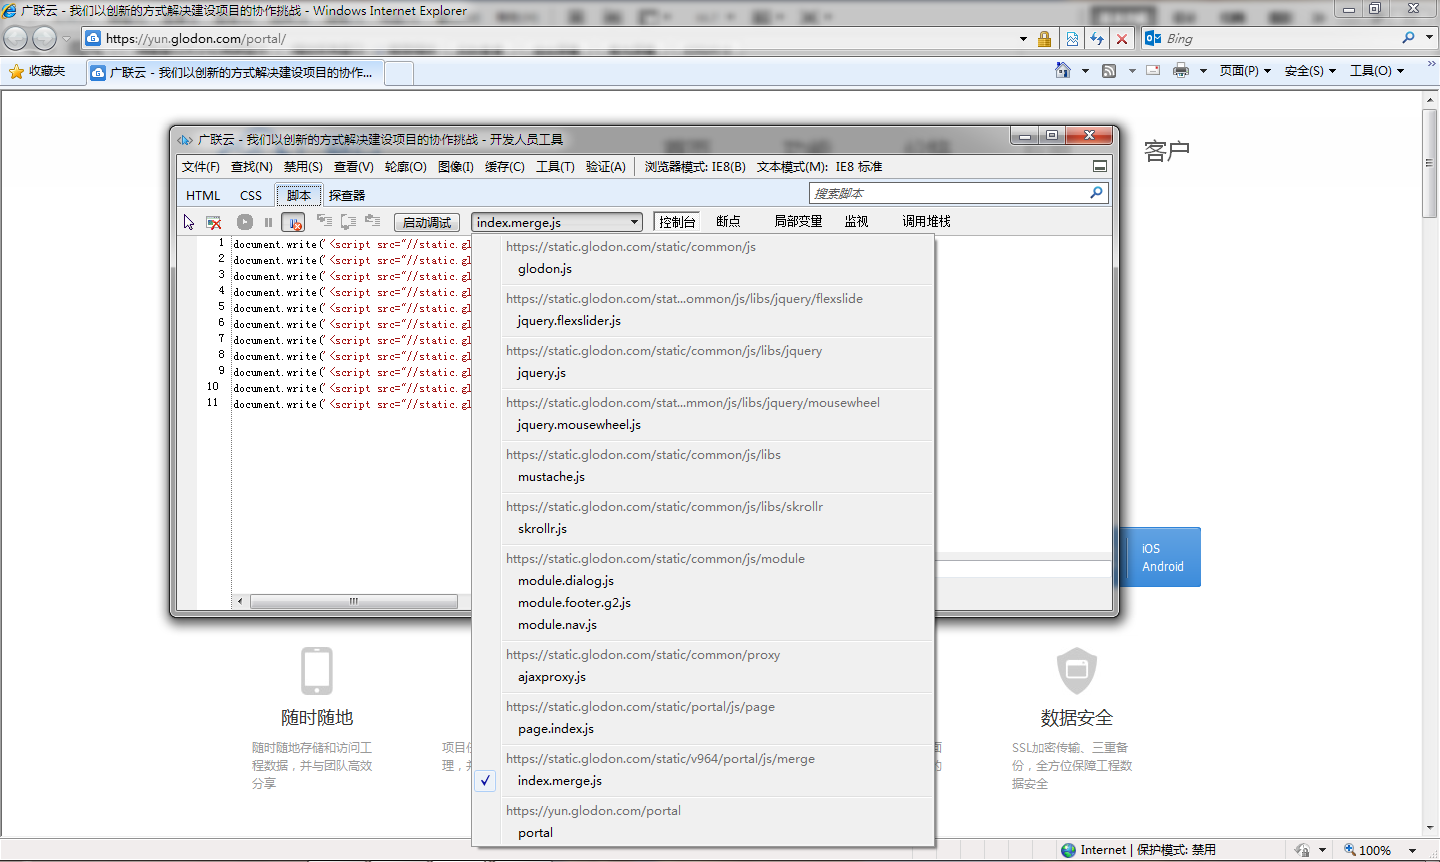 广联云 - 我们以创新的方式解决建设项目的协作挑战 - Windows Internet Explorer
https://yun.glodon.com/portal/
Bing
收藏夹
广联云 - 我们以创新的方式解决建设项目的协作...
页面(P) 安全(S) 工具(O)
客户
广联云 - 我们以创新的方式解决建设项目的协作挑战 - 开发人员工具
文件(F) 查找(N) 禁用(S) 查看(V) 轮廓(O) 图像(I) 缓存(C) 工具(T) 验证(A) 浏览器模式: IE8(B) 文本模式(M): IE8 标准
HTML CSS 脚本 探查器
搜索脚本
启动调试 index.merge.js 控制台 断点 局部变量 监视 调用堆栈
1 document.write('<script src="//static.gl
2 document.write('<script src="//static.gl
3 document.write('<script src="//static.gl
4 document.write('<script src="//static.gl
5 document.write('<script src="//static.gl
6 document.write('<script src="//static.gl
7 document.write('<script src="//static.gl
8 document.write('<script src="//static.gl
9 document.write('<script src="//static.gl
10 document.write('<script src="//static.gl
11 document.write('<script src="//static.gl
https://static.glodon.com/static/common/js
glodon.js
https://static.glodon.com/stat...ommon/js/libs/jquery/flexslide
jquery.flexslider.js
https://static.glodon.com/static/common/js/libs/jquery
jquery.js
https://static.glodon.com/stat...mmon/js/libs/jquery/mousewheel
jquery.mousewheel.js
https://static.glodon.com/static/common/js/libs
mustache.js
https://static.glodon.com/static/common/js/libs/skrollr
skrollr.js
https://static.glodon.com/static/common/js/module
module.dialog.js
module.footer.g2.js
module.nav.js
https://static.glodon.com/static/common/proxy
ajaxproxy.js
https://static.glodon.com/static/portal/js/page
page.index.js
https://static.glodon.com/static/v964/portal/js/merge
index.merge.js
https://yun.glodon.com/portal
portal
iOS
Android
随时随地
随时随地存储和访问工
程数据，并与团队高效
分享
项目
理，
面
的
数据安全
SSL加密传输、三重备
份，全方位保障工程数
据安全
Internet | 保护模式: 禁用
100%